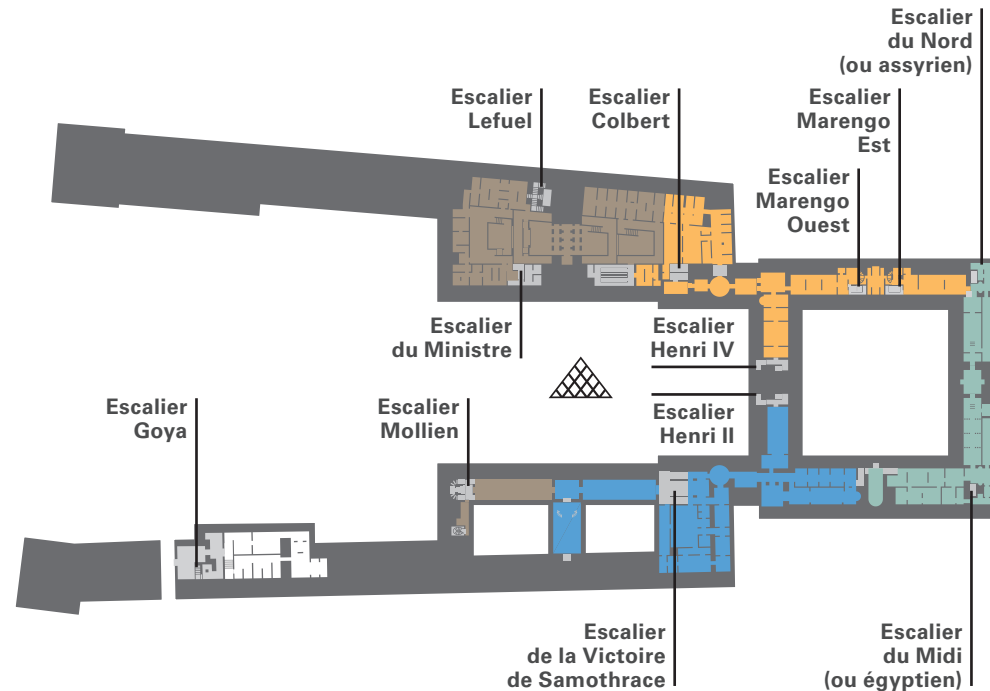 Escalier
du Nord
(ou assyrien)
Escalier
Lefuel
Escalier
Colbert
Escalier
Marengo
Est
Escalier
Marengo
Ouest
Escalier
du Ministre
Escalier
Henri IV
Escalier
Henri II
Escalier
Goya
Escalier
Mollien
Escalier
de la Victoire
de Samothrace
Escalier
du Midi
(ou égyptien)